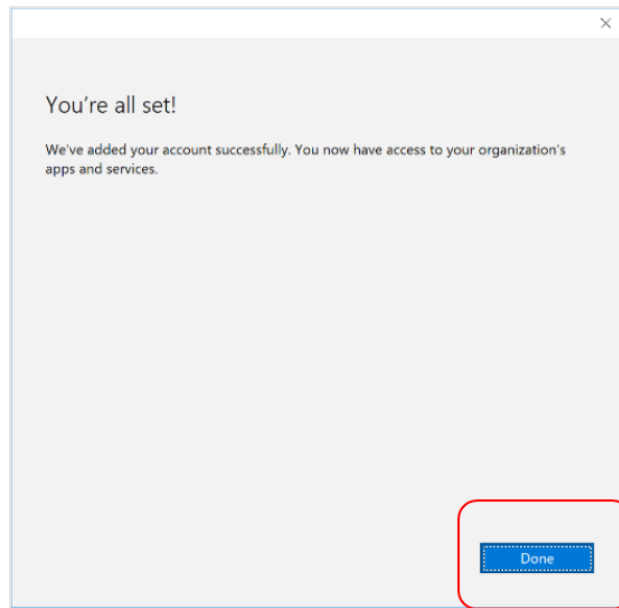 You're all set!
We've added your account successfully. You now have access to your organization's
apps and services.
Done